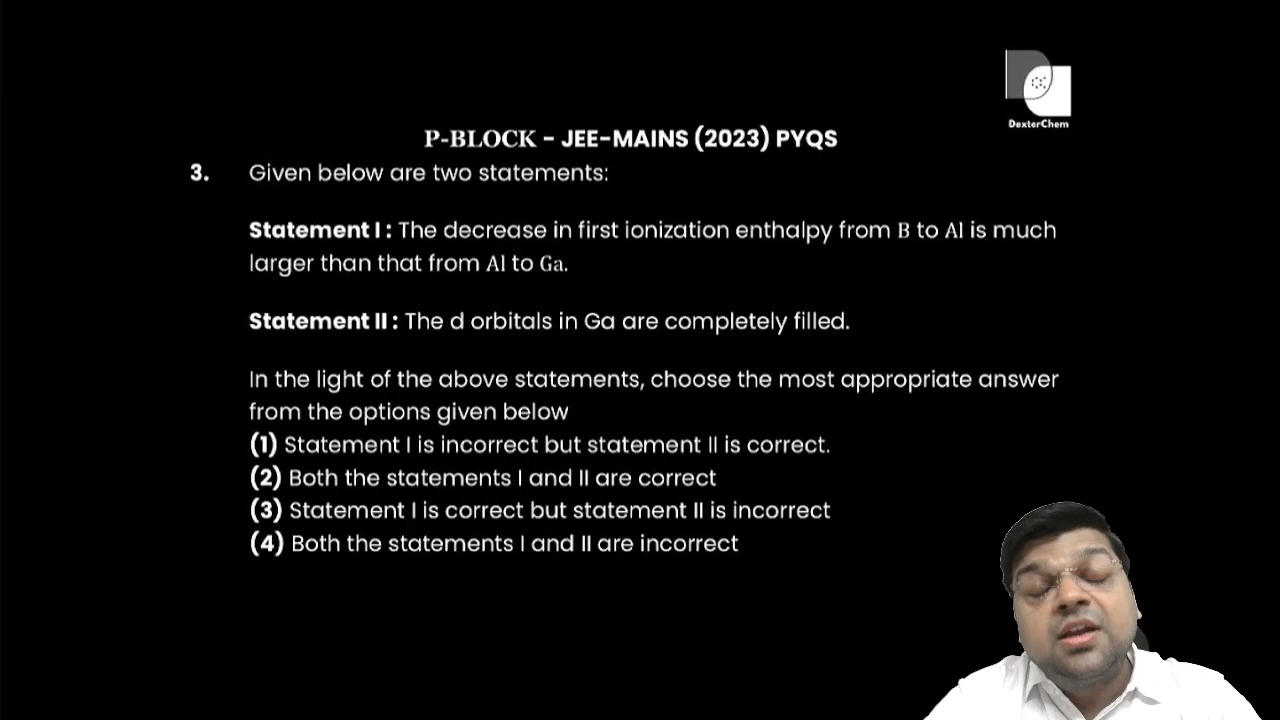 DexterChem
P-BLOCK - JEE-MAINS (2023) PYQS
3. Given below are two statements:
Statement I : The decrease in first ionization enthalpy from B to Al is much
larger than that from Al to Ga.
Statement II : The d orbitals in Ga are completely filled.
In the light of the above statements, choose the most appropriate answer
from the options given below
(1) Statement I is incorrect but statement II is correct.
(2) Both the statements I and II are correct
(3) Statement I is correct but statement II is incorrect
(4) Both the statements I and II are incorrect